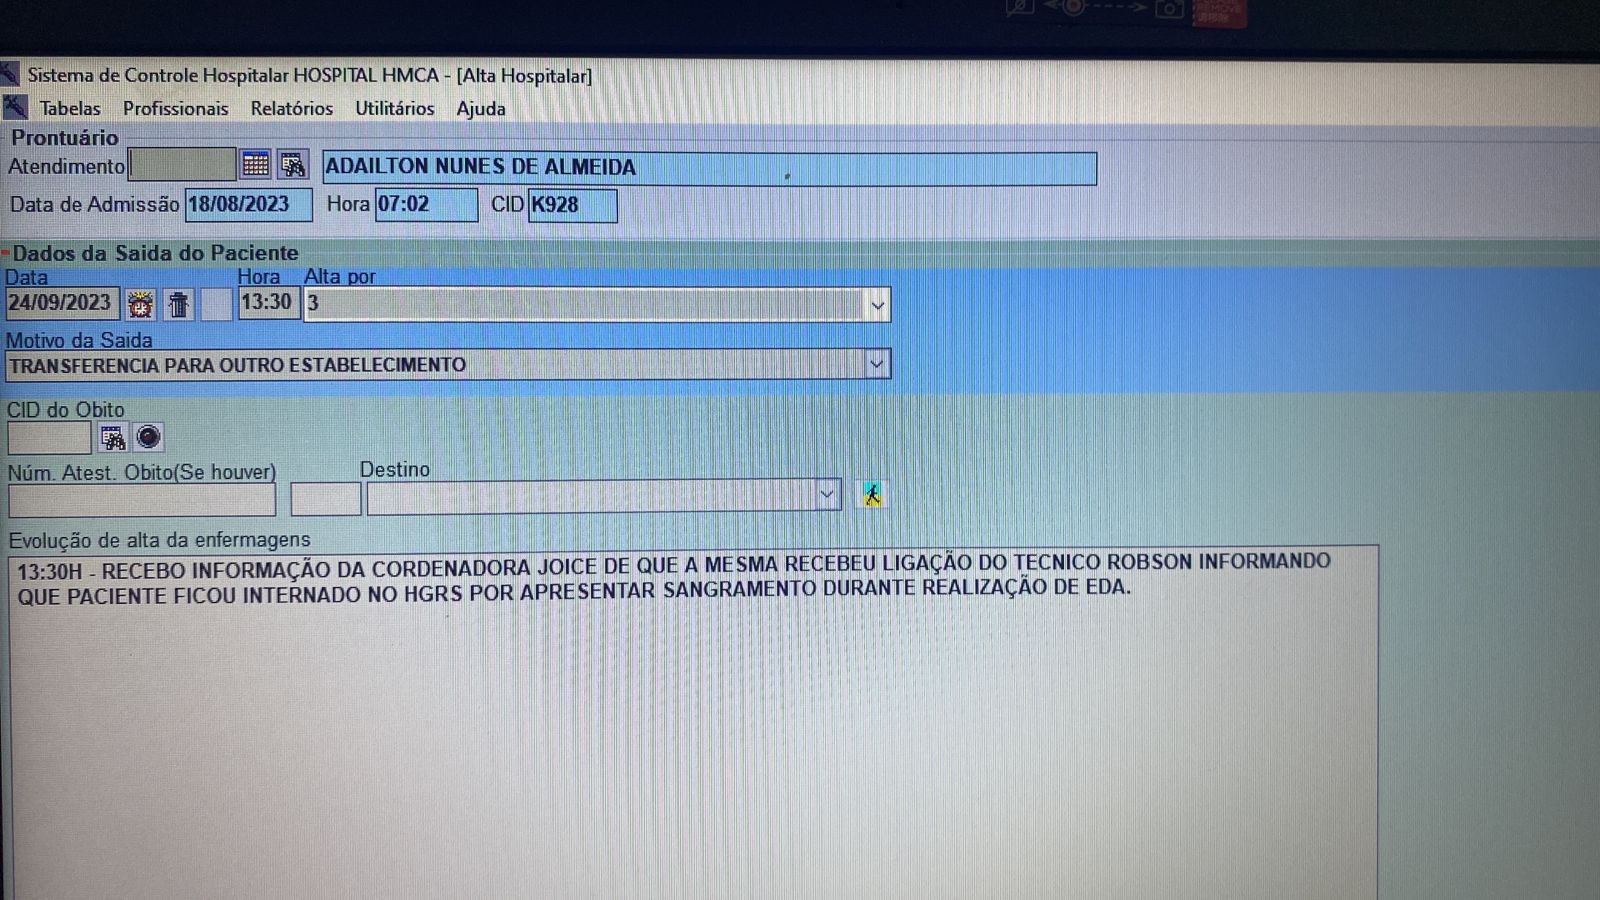 REMOVE
Sistema de Controle Hospitalar HOSPITAL HMCA - [Alta Hospitalar]
Tabelas Profissionais Relatórios Utilitários Ajuda
Prontuário
Atendimento ADAILTON NUNES DE ALMEIDA
Data de Admissão 18/08/2023 Hora 07:02 CID K928
Dados da Saida do Paciente
Data Hora Alta por
24/09/2023 13:30 3
Motivo da Saida
TRANSFERENCIA PARA OUTRO ESTABELECIMENTO
CID do Obito
Núm. Atest. Obito(Se houver) Destino
Evolução de alta da enfermagens
13:30H - RECEBO INFORMAÇÃO DA CORDENADORA JOICE DE QUE A MESMA RECEBEU LIGAÇÃO DO TECNICO ROBSON INFORMANDO
QUE PACIENTE FICOU INTERNADO NO HGRS POR APRESENTAR SANGRAMENTO DURANTE REALIZAÇÃO DE EDA.